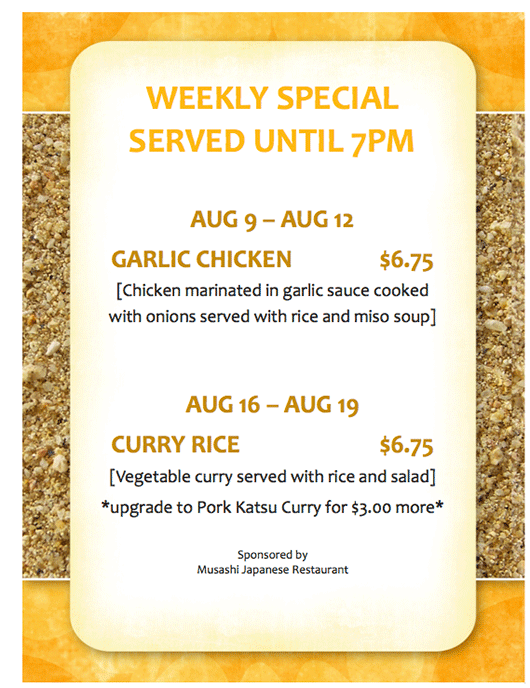 WEEKLY SPECIAL
SERVED UNTIL 7PM
AUG 9 – AUG 12
GARLIC CHICKEN $6.75
[Chicken marinated in garlic sauce cooked
with onions served with rice and miso soup]
AUG 16 – AUG 19
CURRY RICE $6.75
[Vegetable curry served with rice and salad]
*upgrade to Pork Katsu Curry for $3.00 more*
Sponsored by
Musashi Japanese Restaurant